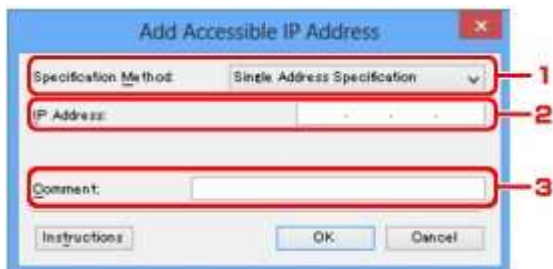 Add Accessible IP Address
Specification Method: Single Address Specification 1
IP Address: 2
Comment: 3
Instructions OK Cancel